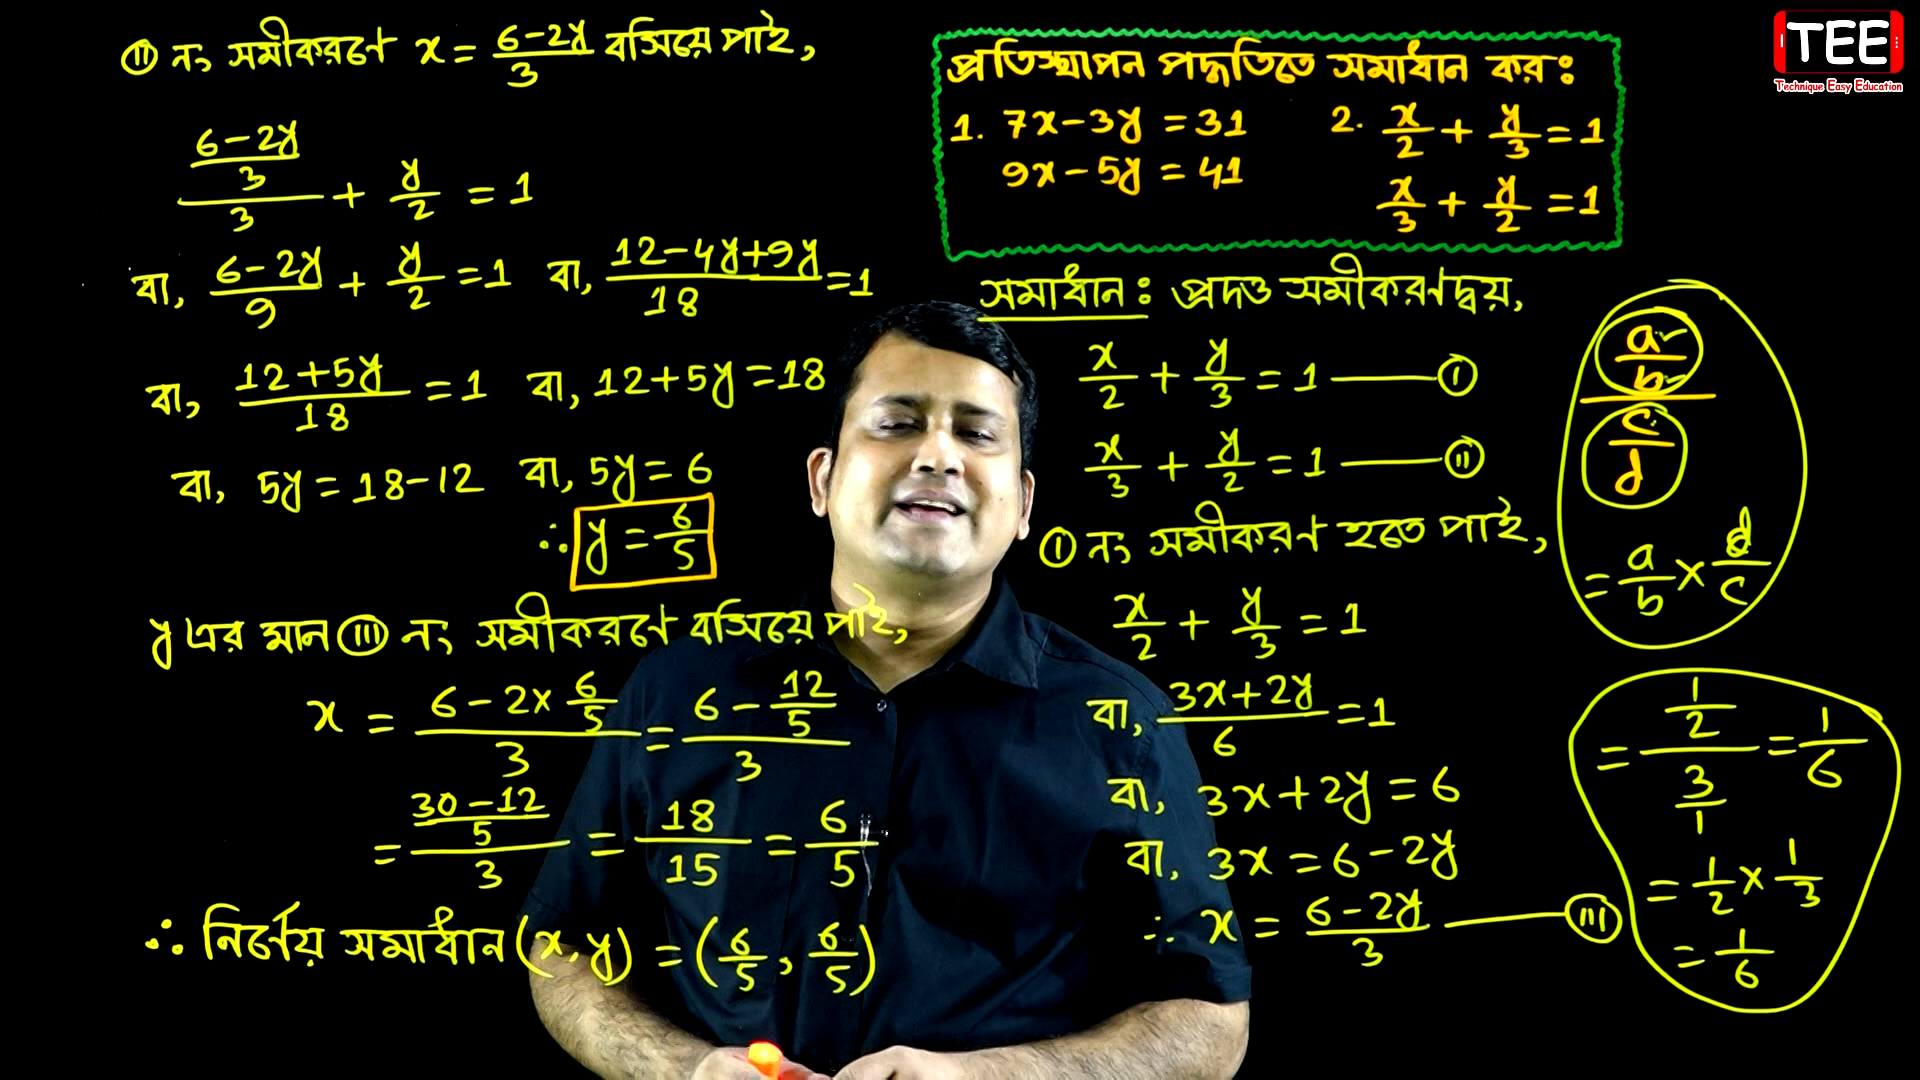 TEE
Technique Easy Education
প্রতিস্থাপন পদ্ধতিতে সমাধান করঃ
1. 7x-3y = 31
9x-5y = 41
2. x/2 + y/3 = 1
x/3 + y/2 = 1
সমাধানঃ প্রদত্ত সমীকরণদ্বয়,
x/2 + y/3 = 1 —— (i)
x/3 + y/2 = 1 —— (ii)
(i) নং সমীকরণ হতে পাই,
x/2 + y/3 = 1
বা, (3x+2y)/6 = 1
বা, 3x+2y = 6
বা, 3x = 6-2y
∴ x = (6-2y)/3 —— (iii)
(a/b)/(c/d)
= a/b × d/c
= (1/2)/(3/1) = 1/6
= 1/2 × 1/3
= 1/6
(ii) নং সমীকরণে x = (6-2y)/3 বসিয়ে পাই,
((6-2y)/3)/3 + y/2 = 1
বা, (6-2y)/9 + y/2 = 1 বা, (12-4y+9y)/18 = 1
বা, (12+5y)/18 = 1 বা, 12+5y = 18
বা, 5y = 18-12 বা, 5y = 6
∴ y = 6/5
y এর মান (iii) নং সমীকরণে বসিয়ে পাই,
x = (6-2×6/5)/3 = (6-12/5)/3
= ((30-12)/5)/3 = 18/15 = 6/5
∴ নির্ণেয় সমাধান (x, y) = (6/5, 6/5)